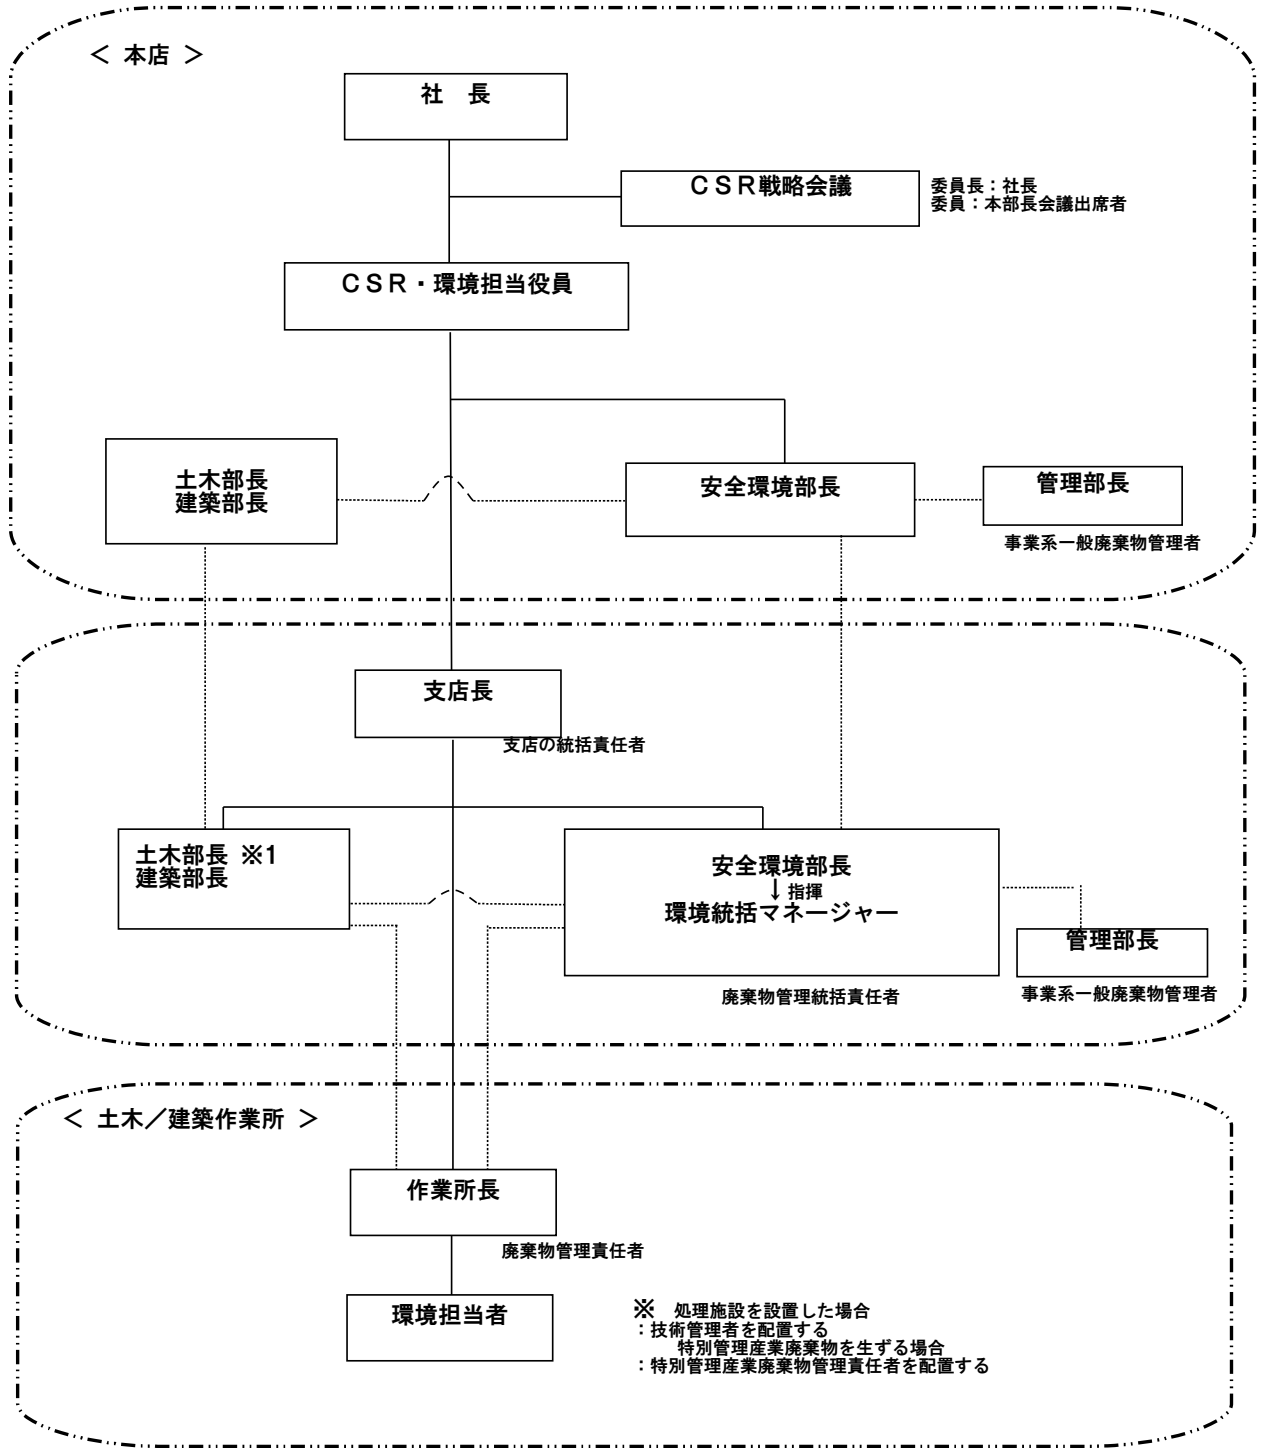 ＜ 本店 ＞
社　長
ＣＳＲ戦略会議
委員長：社長
委員：本部長会議出席者
ＣＳＲ・環境担当役員
土木部長
建築部長
安全環境部長
管理部長
事業系一般廃棄物管理者
支店長
支店の統括責任者
土木部長 ※1
建築部長
安全環境部長
↓ 指揮
環境統括マネージャー
管理部長
廃棄物管理統括責任者
事業系一般廃棄物管理者
＜ 土木／建築作業所 ＞
作業所長
廃棄物管理責任者
環境担当者
※　処理施設を設置した場合
：技術管理者を配置する
特別管理産業廃棄物を生ずる場合
：特別管理産業廃棄物管理責任者を配置する